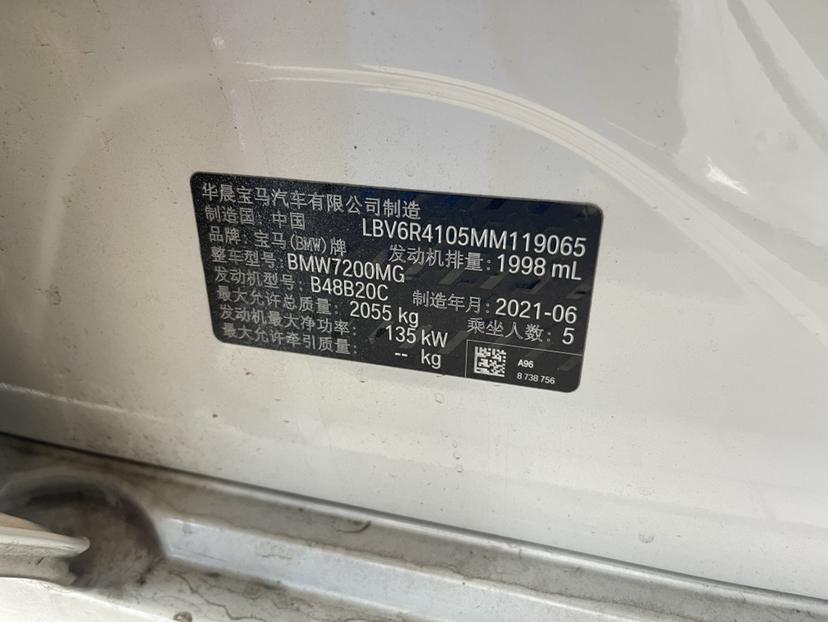 华晨宝马汽车有限公司制造
制造国: 中国 LBV6R4105MM119065
品牌: 宝马(BMW)牌 发动机排量: 1998 mL
整车型号: BMW7200MG
发动机型号: B48B20C 制造年月: 2021-06
最大允许总质量: 2055 kg 乘坐人数: 5
发动机最大净功率: 135 kW
最大允许牵引质量: -- kg
A96
8 738 756